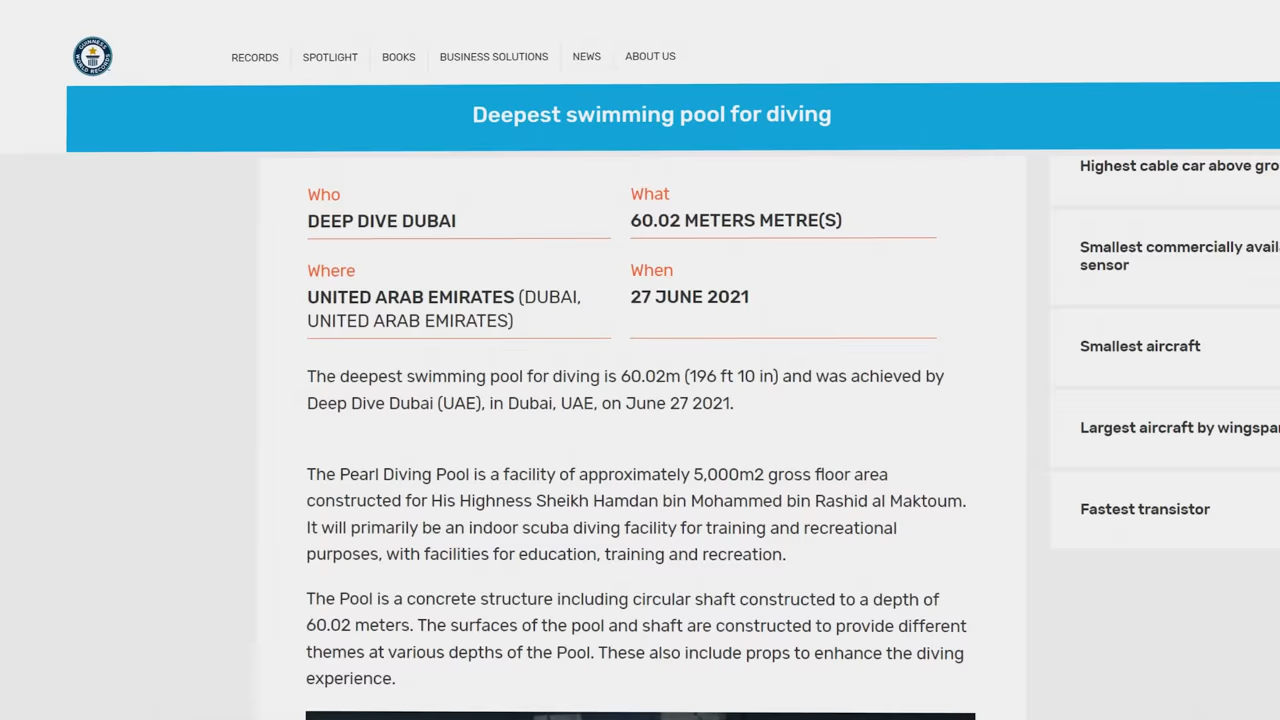 GUINNESS WORLD RECORDS
RECORDS
SPOTLIGHT
BOOKS
BUSINESS SOLUTIONS
NEWS
ABOUT US
Deepest swimming pool for diving
Who
DEEP DIVE DUBAI
What
60.02 METERS METRE(S)
Where
UNITED ARAB EMIRATES (DUBAI,
UNITED ARAB EMIRATES)
When
27 JUNE 2021
The deepest swimming pool for diving is 60.02m (196 ft 10 in) and was achieved by
Deep Dive Dubai (UAE), in Dubai, UAE, on June 27 2021.
The Pearl Diving Pool is a facility of approximately 5,000m2 gross floor area
constructed for His Highness Sheikh Hamdan bin Mohammed bin Rashid al Maktoum.
It will primarily be an indoor scuba diving facility for training and recreational
purposes, with facilities for education, training and recreation.
The Pool is a concrete structure including circular shaft constructed to a depth of
60.02 meters. The surfaces of the pool and shaft are constructed to provide different
themes at various depths of the Pool. These also include props to enhance the diving
experience.
Highest cable car above gro
Smallest commercially avail
sensor
Smallest aircraft
Largest aircraft by wingspa
Fastest transistor